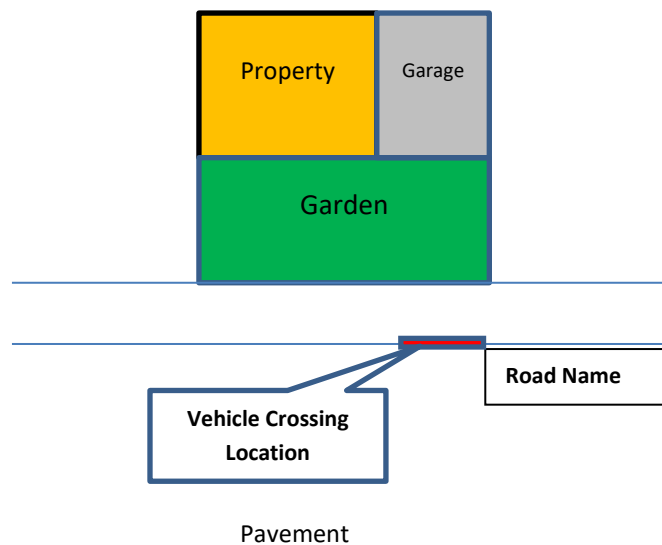 Property
Garage
Garden
Road Name
Vehicle Crossing
Location
Pavement